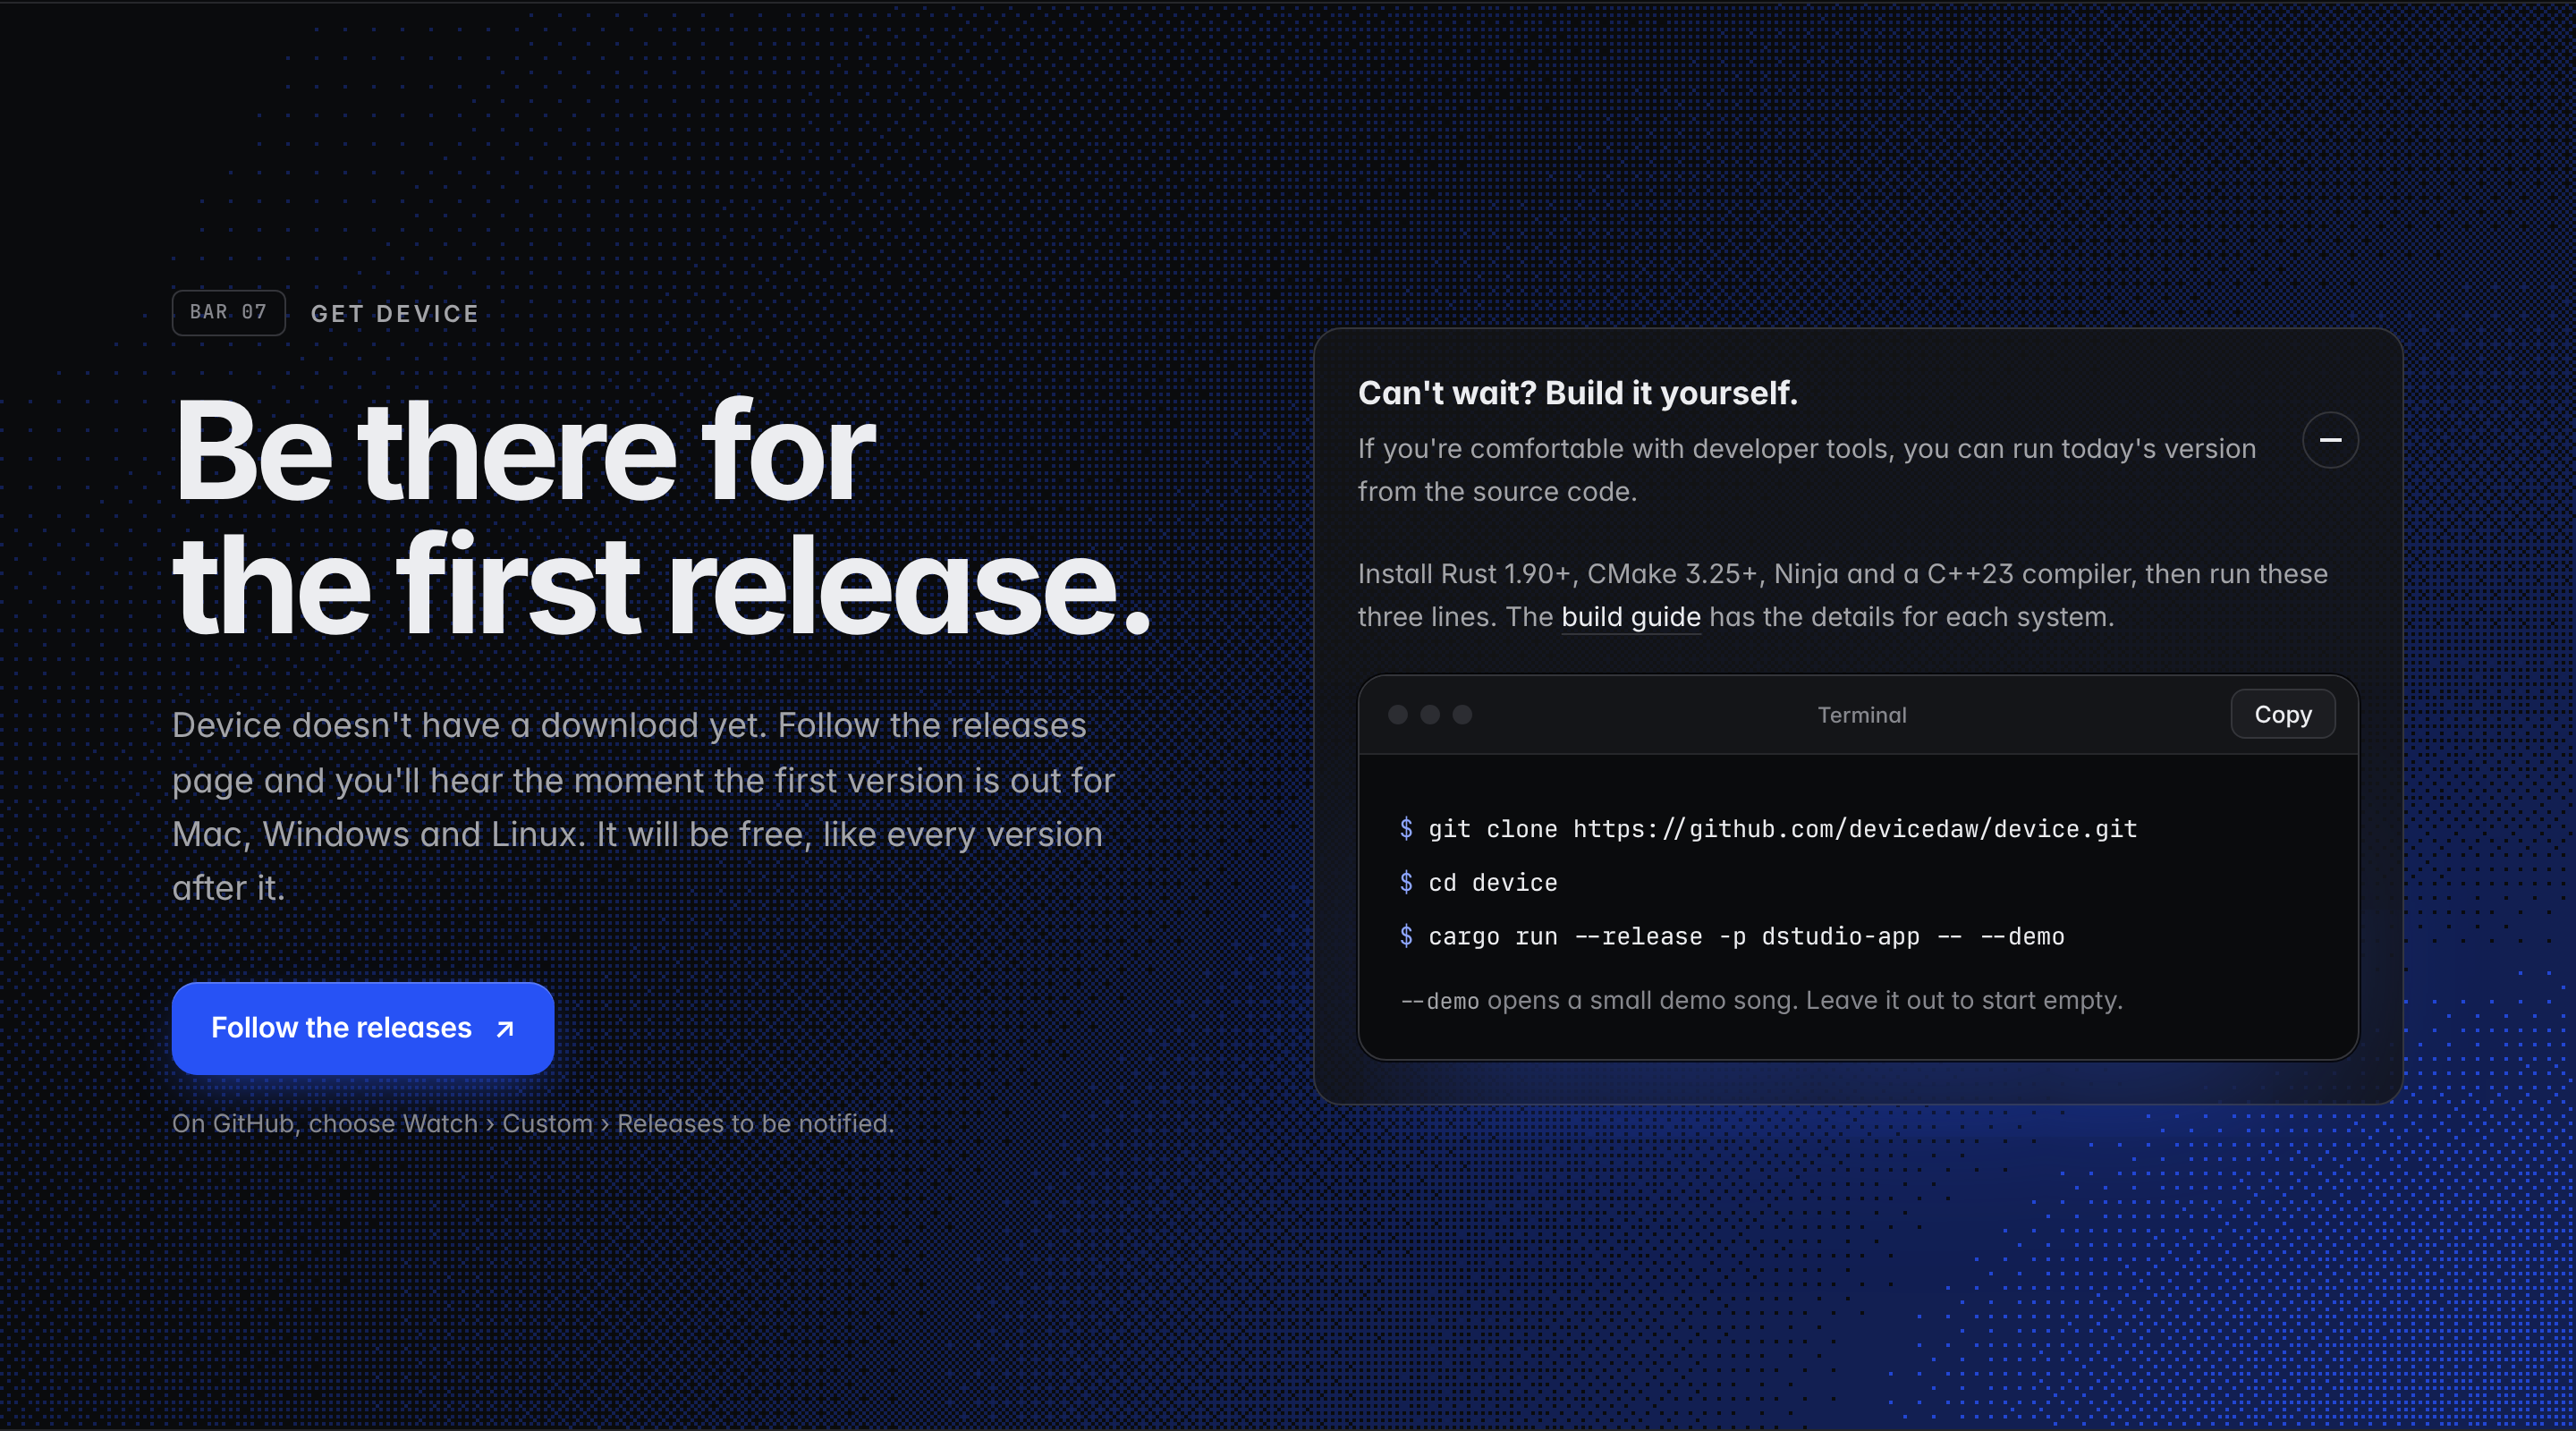 BAR 07 GET DEVICE
Be there for
the first release.
Device doesn't have a download yet. Follow the releases
page and you'll hear the moment the first version is out for
Mac, Windows and Linux. It will be free, like every version
after it.
Follow the releases ↗
On GitHub, choose Watch › Custom › Releases to be notified.
Can't wait? Build it yourself.
If you're comfortable with developer tools, you can run today's version
from the source code.
Install Rust 1.90+, CMake 3.25+, Ninja and a C++23 compiler, then run these
three lines. The build guide has the details for each system.
Terminal
Copy
$ git clone https://github.com/devicedaw/device.git
$ cd device
$ cargo run --release -p dstudio-app -- --demo
--demo opens a small demo song. Leave it out to start empty.